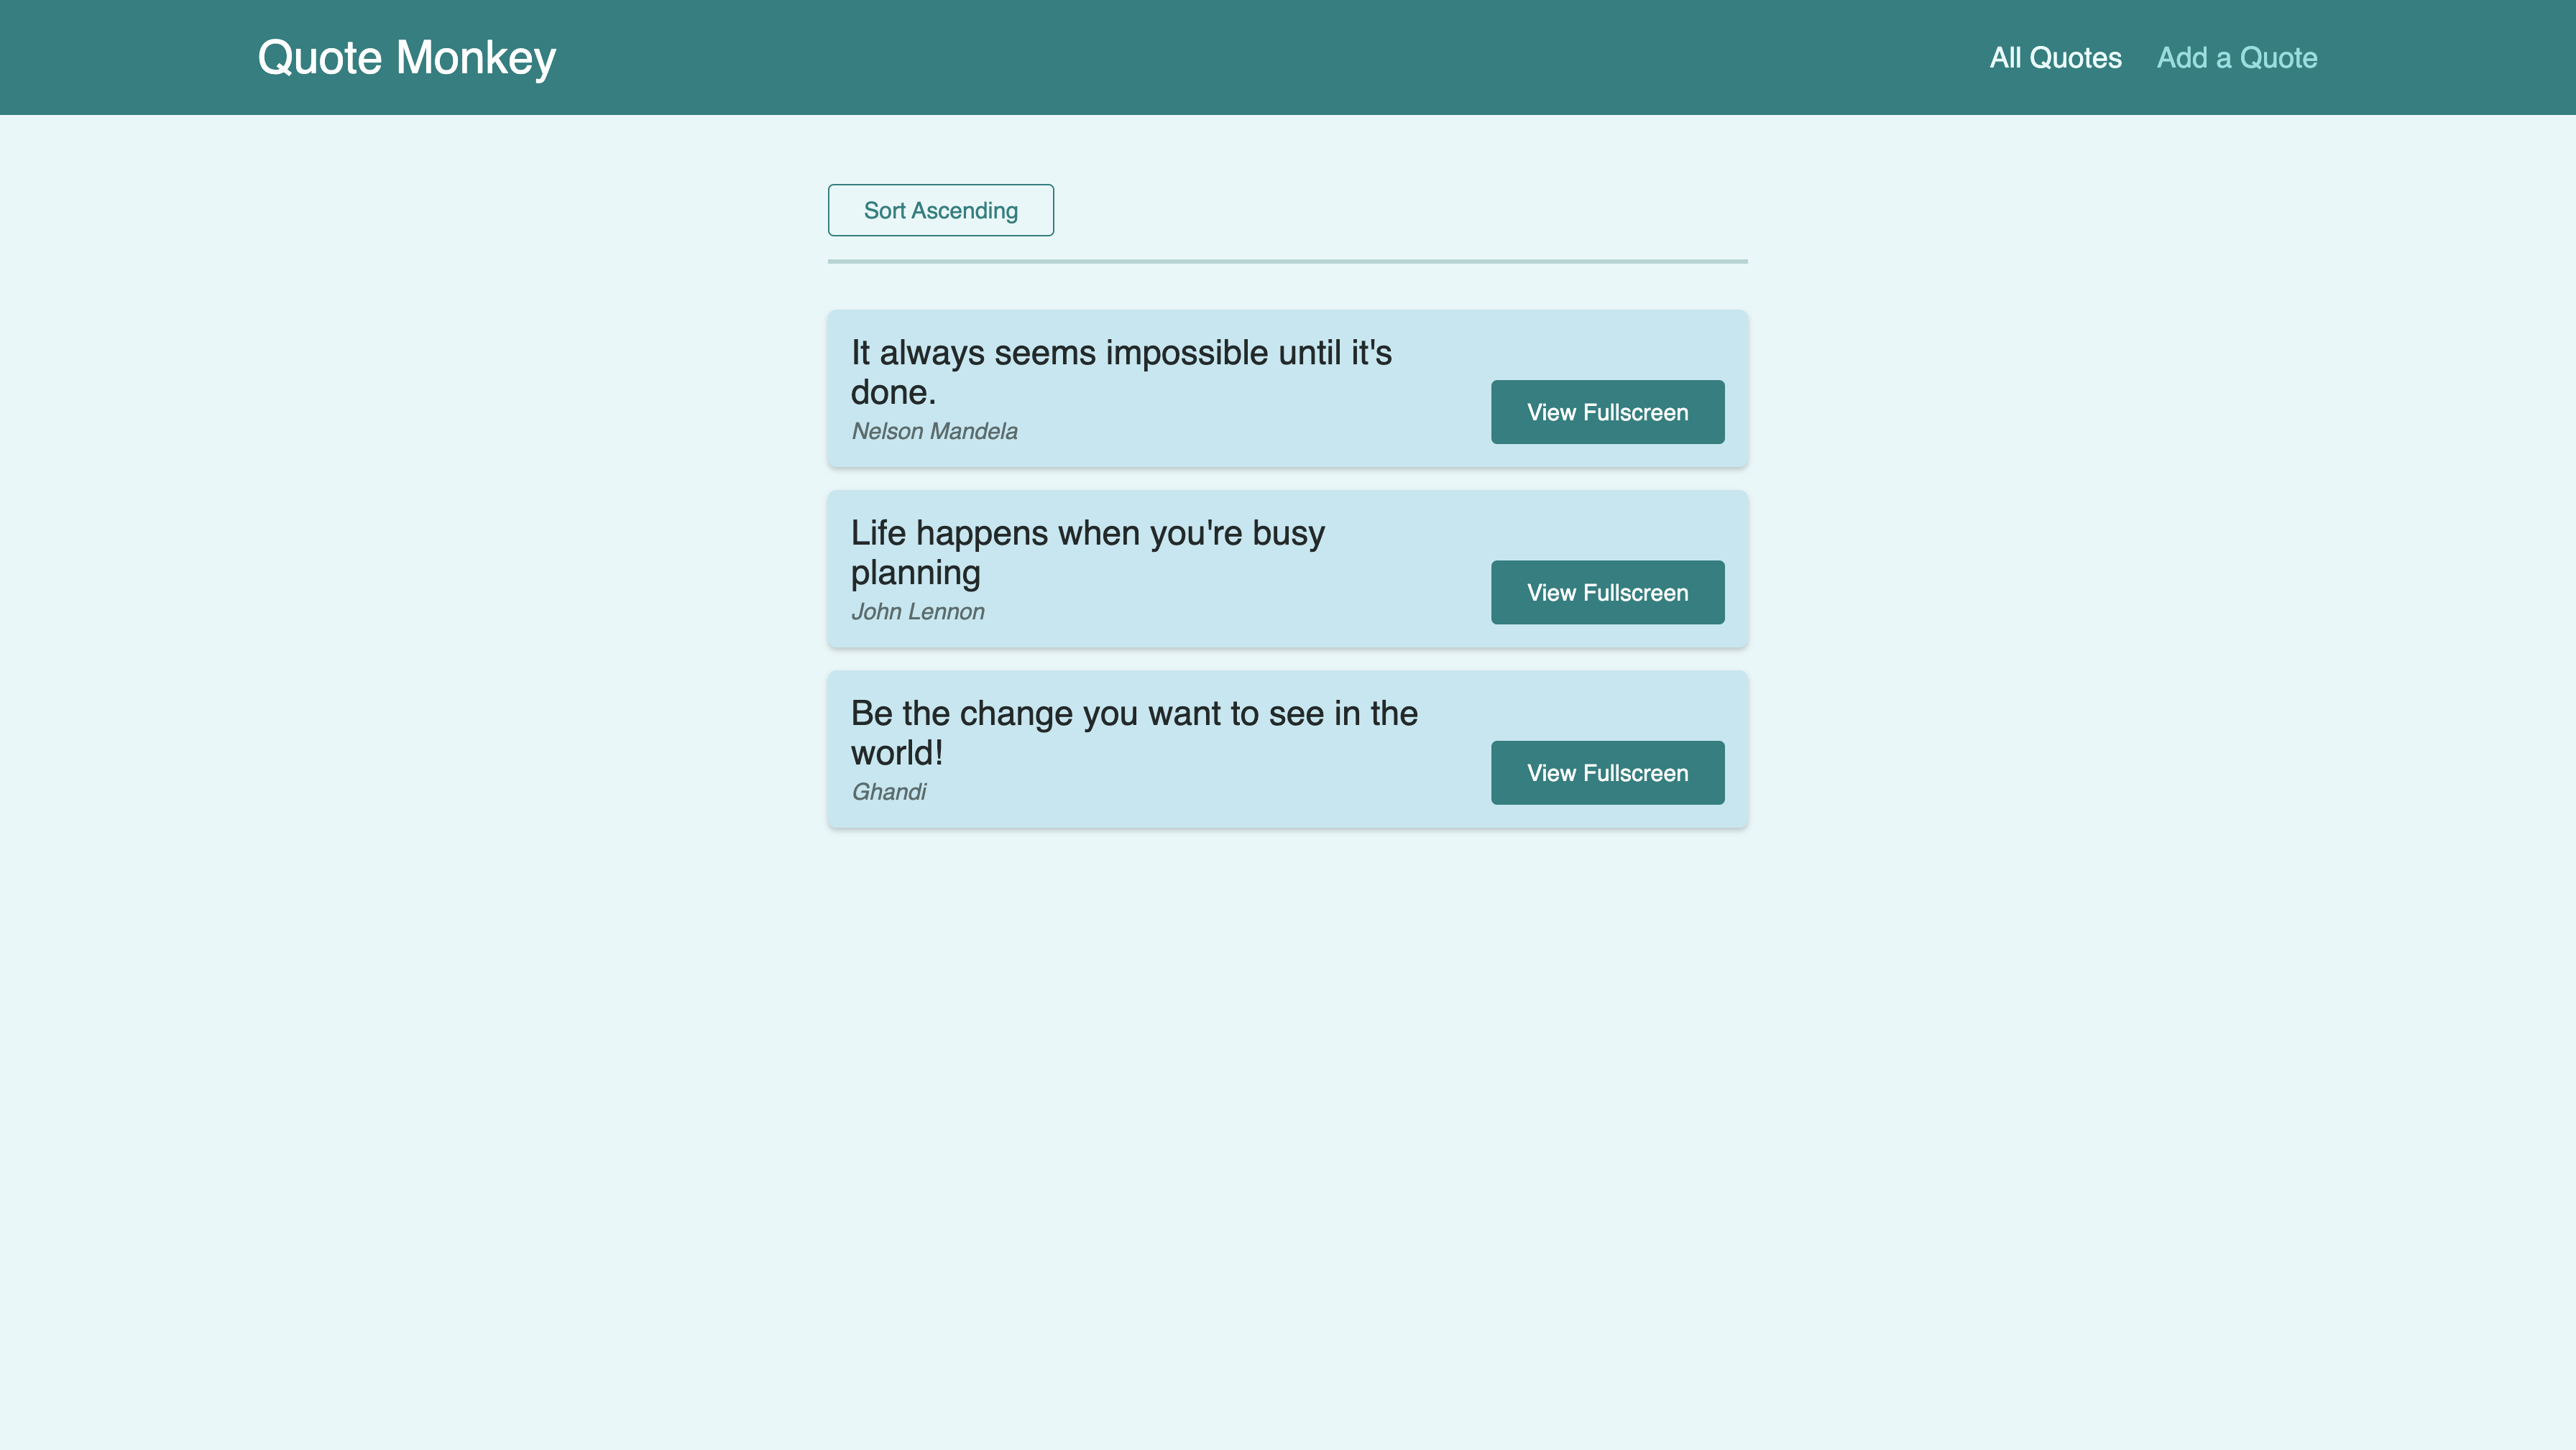 Quote Monkey
All Quotes
Add a Quote
Sort Ascending
It always seems impossible until it's
done.
Nelson Mandela
View Fullscreen
Life happens when you're busy
planning
John Lennon
View Fullscreen
Be the change you want to see in the
world!
Ghandi
View Fullscreen